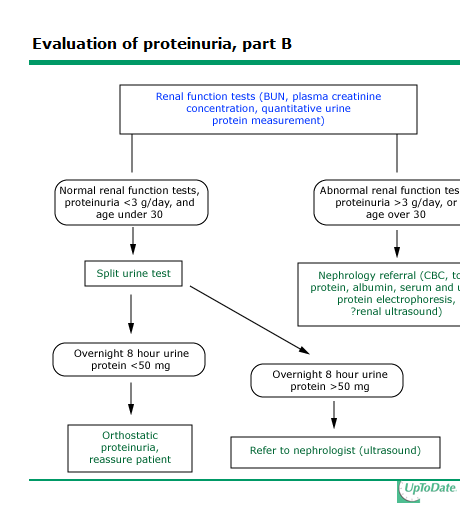 Evaluation of proteinuria, part B
Renal function tests (BUN, plasma creatinine
concentration, quantitative urine
protein measurement)
Normal renal function tests,
proteinuria <3 g/day, and
age under 30
Abnormal renal function tes
proteinuria >3 g/day, or
age over 30
Split urine test
Nephrology referral (CBC, to
protein, albumin, serum and u
protein electrophoresis,
?renal ultrasound)
Overnight 8 hour urine
protein <50 mg
Overnight 8 hour urine
protein >50 mg
Orthostatic
proteinuria,
reassure patient
Refer to nephrologist (ultrasound)
UpToDate